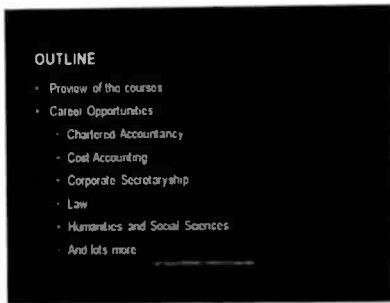 OUTLINE
Preview of the courses
Career Opportunities
Chartered Accountancy
Cost Accounting
Corporate Secretaryship
Law
Humanities and Social Sciences
And lots more